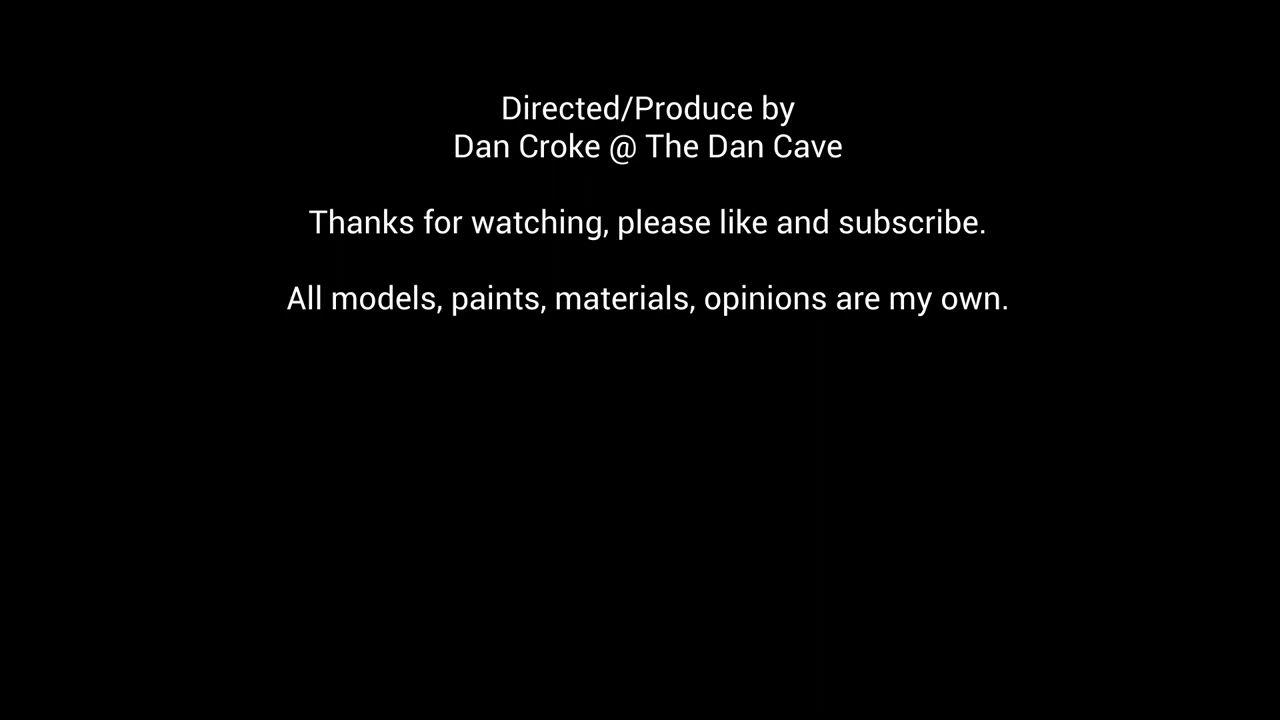 Directed/Produce by
Dan Croke @ The Dan Cave
Thanks for watching, please like and subscribe.
All models, paints, materials, opinions are my own.